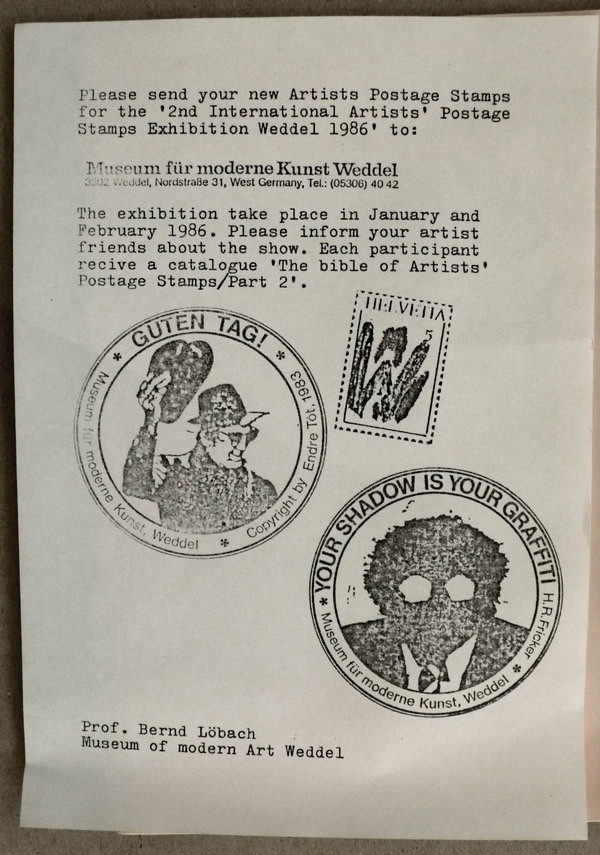 Please send your new Artists Postage Stamps
for the '2nd International Artists' Postage
Stamps Exhibition Weddel 1986' to:
Museum für moderne Kunst Weddel
3302 Weddel, Nordstraße 31, West Germany, Tel.: (05306) 40 42
The exhibition take place in January and
February 1986. Please inform your artist
friends about the show. Each participant
recive a catalogue 'The bible of Artists'
Postage Stamps/Part 2'.
HELVETIA
5
* GUTEN TAG! *
Museum für moderne Kunst, Weddel * Copyright by Endre Tot, 1983
* YOUR SHADOW IS YOUR GRAFFITI H.R. Fricker *
Museum für moderne Kunst, Weddel
Prof. Bernd Löbach
Museum of modern Art Weddel